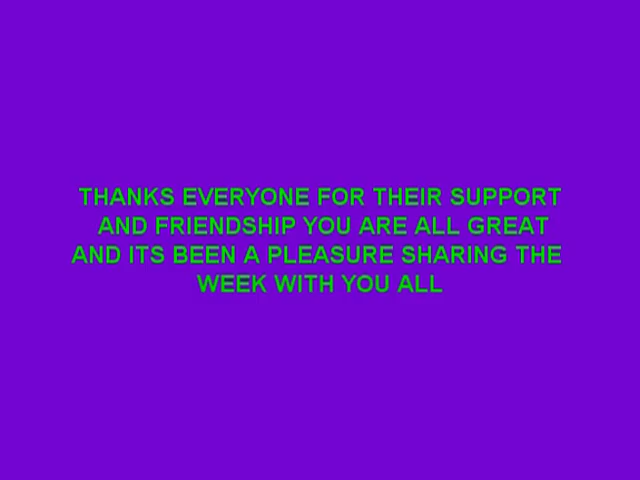 THANKS EVERYONE FOR THEIR SUPPORT
AND FRIENDSHIP YOU ARE ALL GREAT
AND ITS BEEN A PLEASURE SHARING THE
WEEK WITH YOU ALL